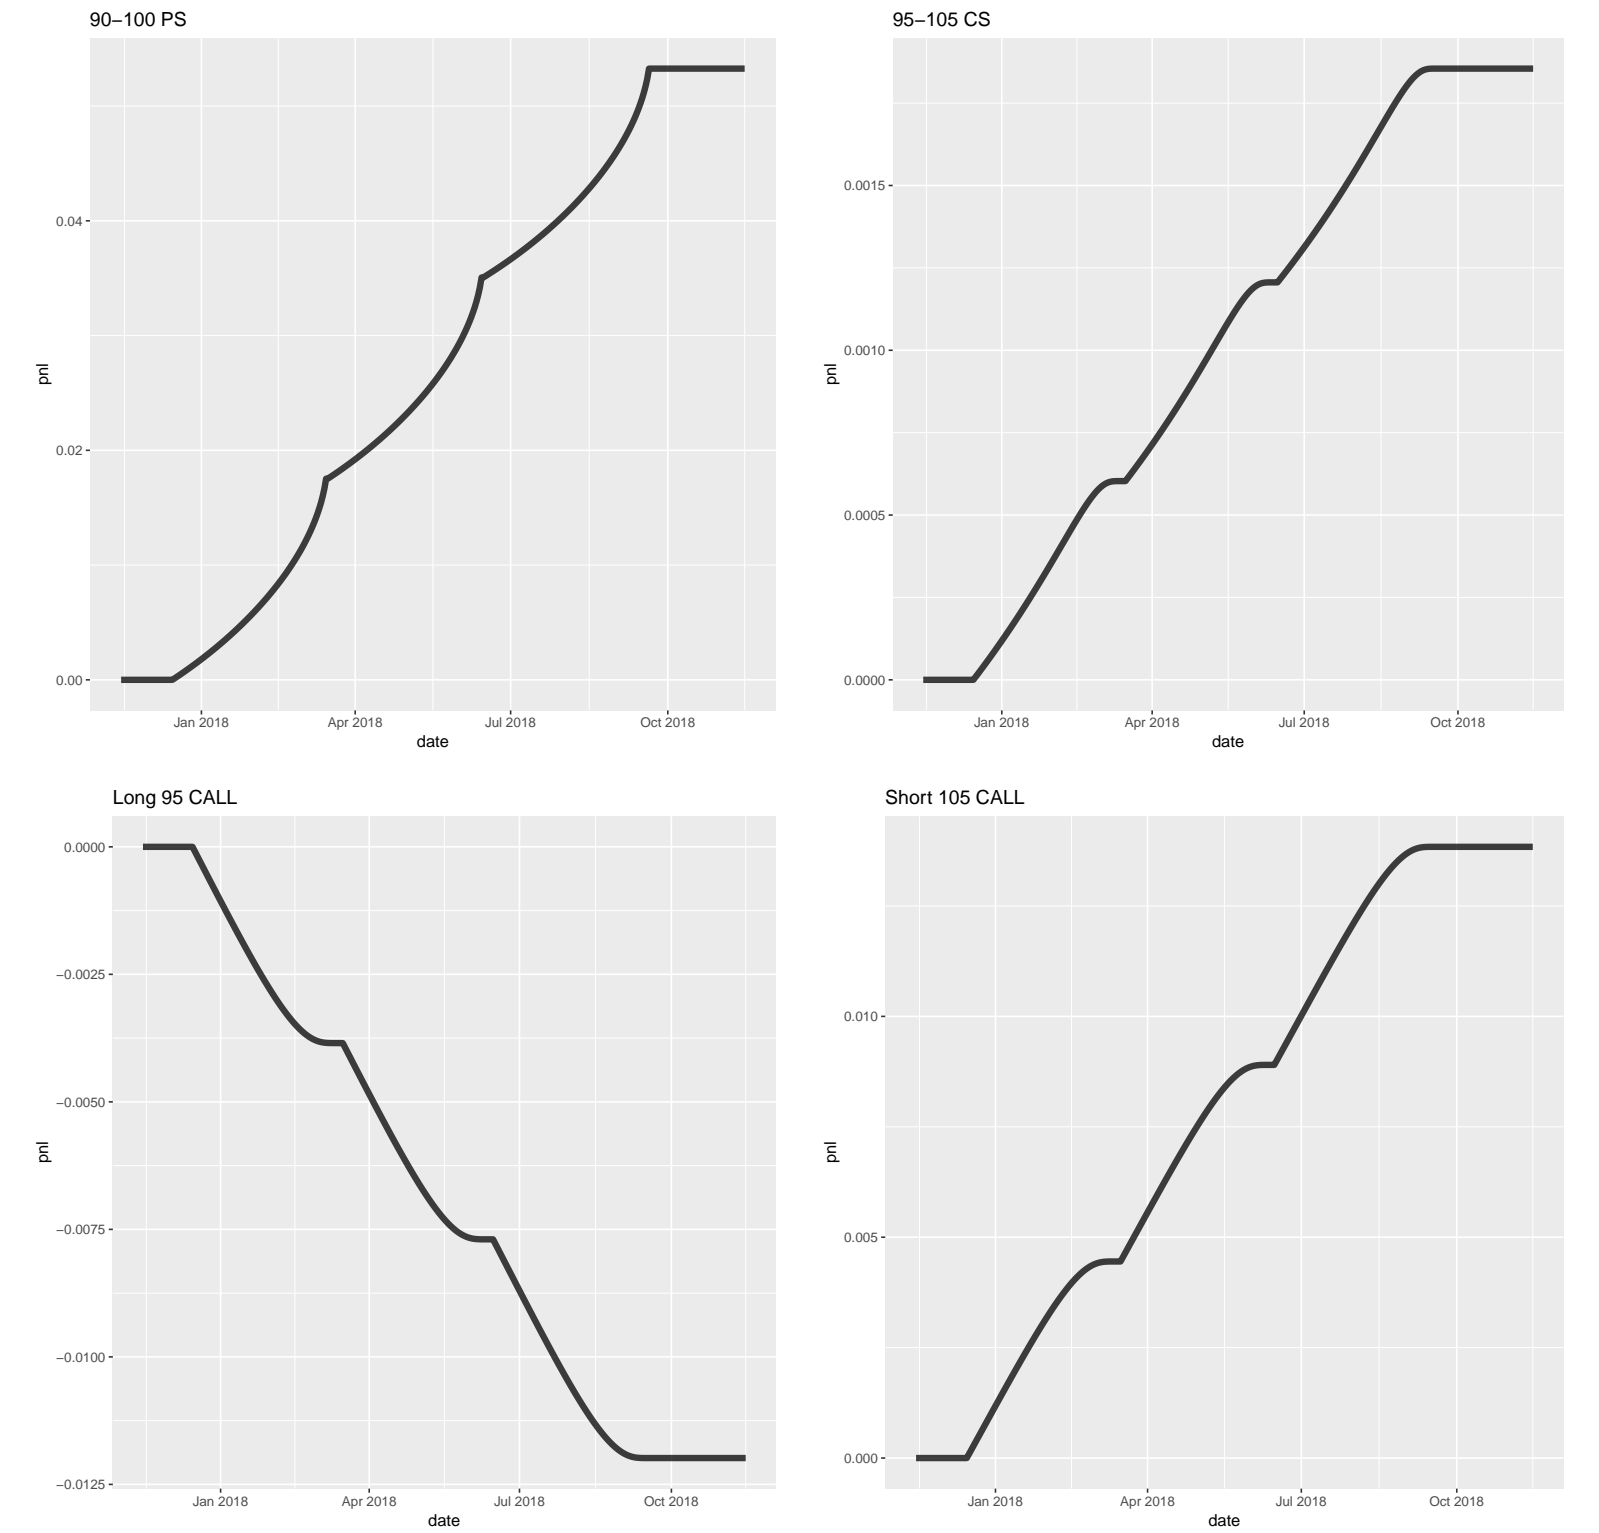 90–100 PS
pnl
0.04
0.02
0.00
Jan 2018 Apr 2018 Jul 2018 Oct 2018
date
95–105 CS
pnl
0.0015
0.0010
0.0005
0.0000
Jan 2018 Apr 2018 Jul 2018 Oct 2018
date
Long 95 CALL
pnl
0.0000
−0.0025
−0.0050
−0.0075
−0.0100
−0.0125
Jan 2018 Apr 2018 Jul 2018 Oct 2018
date
Short 105 CALL
pnl
0.010
0.005
0.000
Jan 2018 Apr 2018 Jul 2018 Oct 2018
date